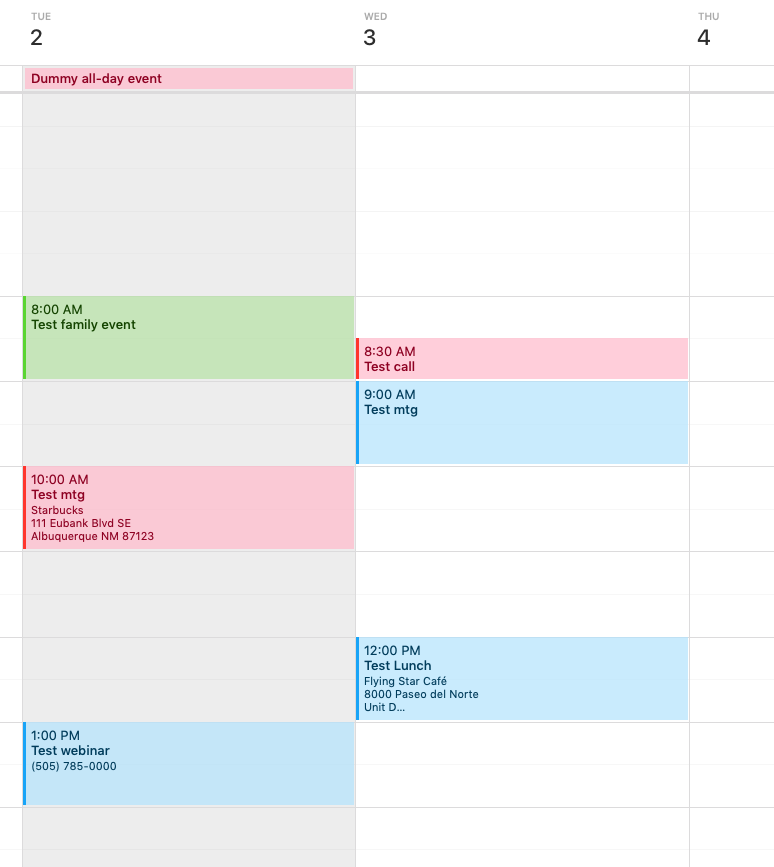 TUE
2
WED
3
THU
4
Dummy all-day event
8:00 AM
Test family event
10:00 AM
Test mtg
Starbucks
111 Eubank Blvd SE
Albuquerque NM 87123
1:00 PM
Test webinar
(505) 785-0000
8:30 AM
Test call
9:00 AM
Test mtg
12:00 PM
Test Lunch
Flying Star Café
8000 Paseo del Norte
Unit D...